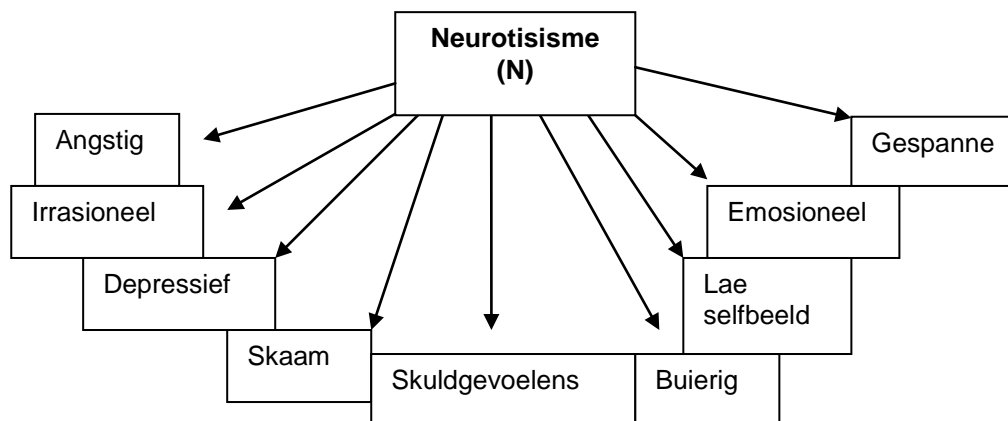 Neurotisisme
(N)
Angstig
Gespanne
Irrasioneel
Emosioneel
Depressief
Lae
selfbeeld
Skaam
Skuldgevoelens
Buierig